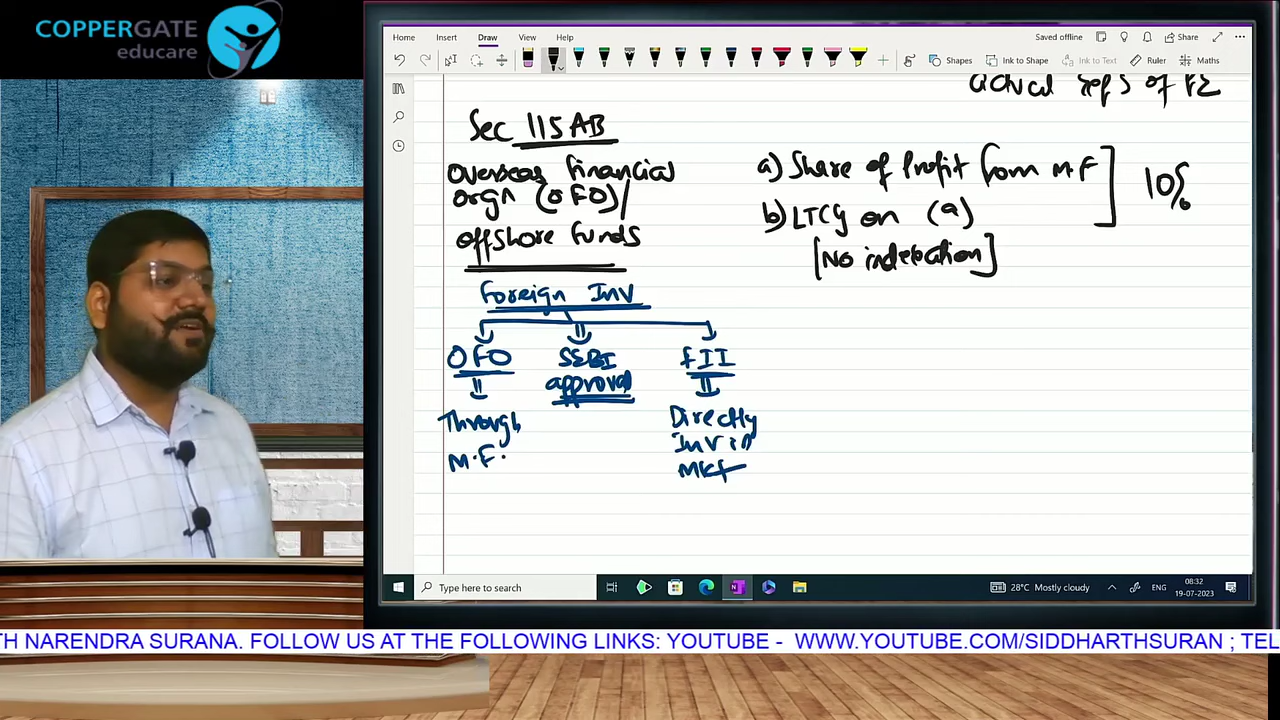 COPPERGATE
educare
Home Insert Draw View Help
Saved offline
Share
Shapes
Ink to Shape
Ink to Text
Ruler
Maths
Sec 115AB
overseas financial
orgn (OFO)/
offshore funds
a) Share of Profit from M.F
b) LTCG on (a)
[No indexation]
10%
Foreign Inv
OFO
SEBI
approval
FII
Through
M.F.
Directly
Inv in
Mkt
Type here to search
28°C Mostly cloudy
ENG
08:32
19-07-2023
TH NARENDRA SURANA. FOLLOW US AT THE FOLLOWING LINKS: YOUTUBE - WWW.YOUTUBE.COM/SIDDHARTHSURAN ; TEL